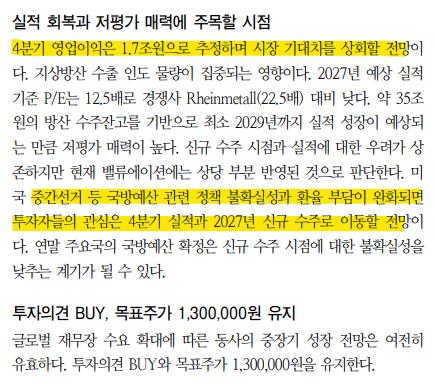 실적 회복과 저평가 매력에 주목할 시점
4분기 영업이익은 1.7조원으로 추정하며 시장 기대치를 상회할 전망이
다. 지상방산 수출 인도 물량이 집중되는 영향이다. 2027년 예상 실적
기준 P/E는 12.5배로 경쟁사 Rheinmetall(22.5배) 대비 낮다. 약 35조
원의 방산 수주잔고를 기반으로 최소 2029년까지 실적 성장이 예상되
는 만큼 저평가 매력이 높다. 신규 수주 시점과 실적에 대한 우려가 상
존하지만 현재 밸류에이션에는 상당 부분 반영된 것으로 판단한다. 미
국 중간선거 등 국방예산 관련 정책 불확실성과 환율 부담이 완화되면
투자자들의 관심은 4분기 실적과 2027년 신규 수주로 이동할 전망이
다. 연말 주요국의 국방예산 확정은 신규 수주 시점에 대한 불확실성을
낮추는 계기가 될 수 있다.
투자의견 BUY, 목표주가 1,300,000원 유지
글로벌 재무장 수요 확대에 따른 동사의 중장기 성장 전망은 여전히
유효하다. 투자의견 BUY와 목표주가 1,300,000원을 유지한다.